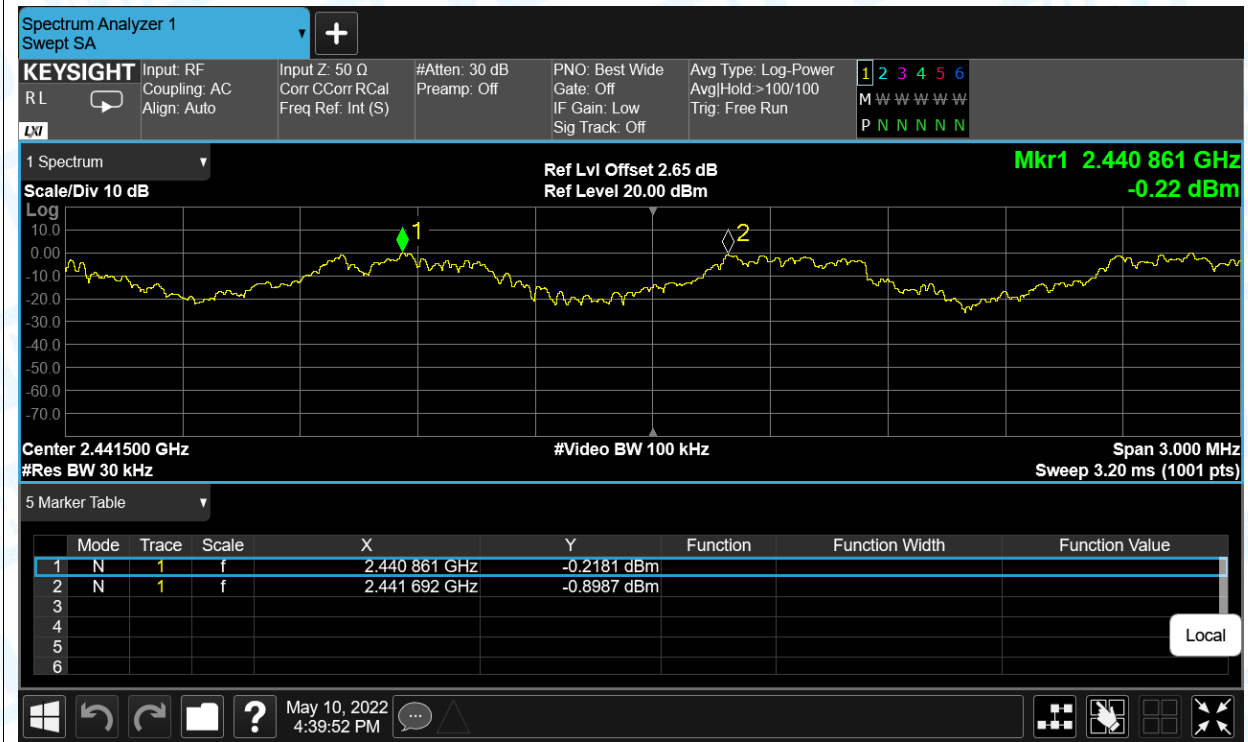 Spectrum Analyzer 1
Swept SA
+
KEYSIGHT
R L
LXI
Input: RF
Coupling: AC
Align: Auto
Input Z: 50 Ω
Corr CCorr RCal
Freq Ref: Int (S)
#Atten: 30 dB
Preamp: Off
PNO: Best Wide
Gate: Off
IF Gain: Low
Sig Track: Off
Avg Type: Log-Power
Avg|Hold:>100/100
Trig: Free Run
1 2 3 4 5 6
M W W W W W W
P N N N N N N
1 Spectrum
Scale/Div 10 dB
Ref Lvl Offset 2.65 dB
Ref Level 20.00 dBm
Mkr1 2.440 861 GHz
-0.22 dBm
Log
10.0
0.00
-10.0
-20.0
-30.0
-40.0
-50.0
-60.0
-70.0
1
2
Center 2.441500 GHz
#Video BW 100 kHz
Span 3.000 MHz
#Res BW 30 kHz
Sweep 3.20 ms (1001 pts)
5 Marker Table
Mode Trace Scale X Y Function Function Width Function Value
1 N 1 f 2.440 861 GHz -0.2181 dBm
2 N 1 f 2.441 692 GHz -0.8987 dBm
3
4
5
6
Local
?
May 10, 2022
4:39:52 PM